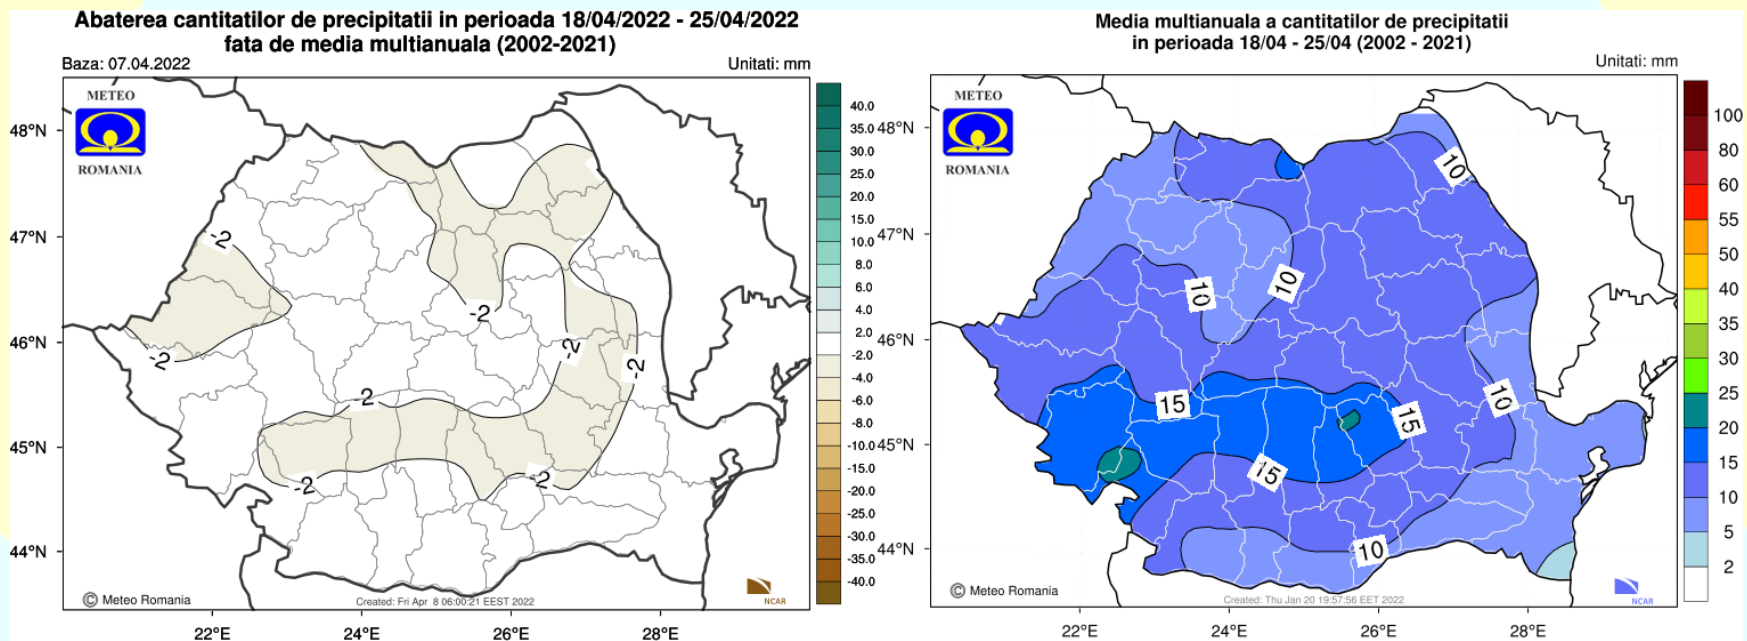 Abaterea cantitatilor de precipitatii in perioada 18/04/2022 - 25/04/2022
fata de media multianuala (2002-2021)
Baza: 07.04.2022
Unitati: mm
METEO
ROMANIA
48°N
47°N
46°N
45°N
44°N
-2
-2
-2
-2
-2
-2
-2
-2
40.0
35.0
30.0
25.0
20.0
15.0
10.0
8.0
6.0
4.0
2.0
-2.0
-4.0
-6.0
-8.0
-10.0
-15.0
-20.0
-25.0
-30.0
-35.0
-40.0
© Meteo Romania
Created: Fri Apr 8 06:00:21 EEST 2022
NCAR
22°E
24°E
26°E
28°E
Media multianuala a cantitatilor de precipitatii
in perioada 18/04 - 25/04 (2002 - 2021)
Unitati: mm
METEO
ROMANIA
48°N
47°N
46°N
45°N
44°N
10
10
10
15
15
10
15
10
100
80
60
55
50
40
35
30
25
20
15
10
5
2
© Meteo Romania
Created: Thu Jan 20 19:57:56 EET 2022
NCAR
22°E
24°E
26°E
28°E